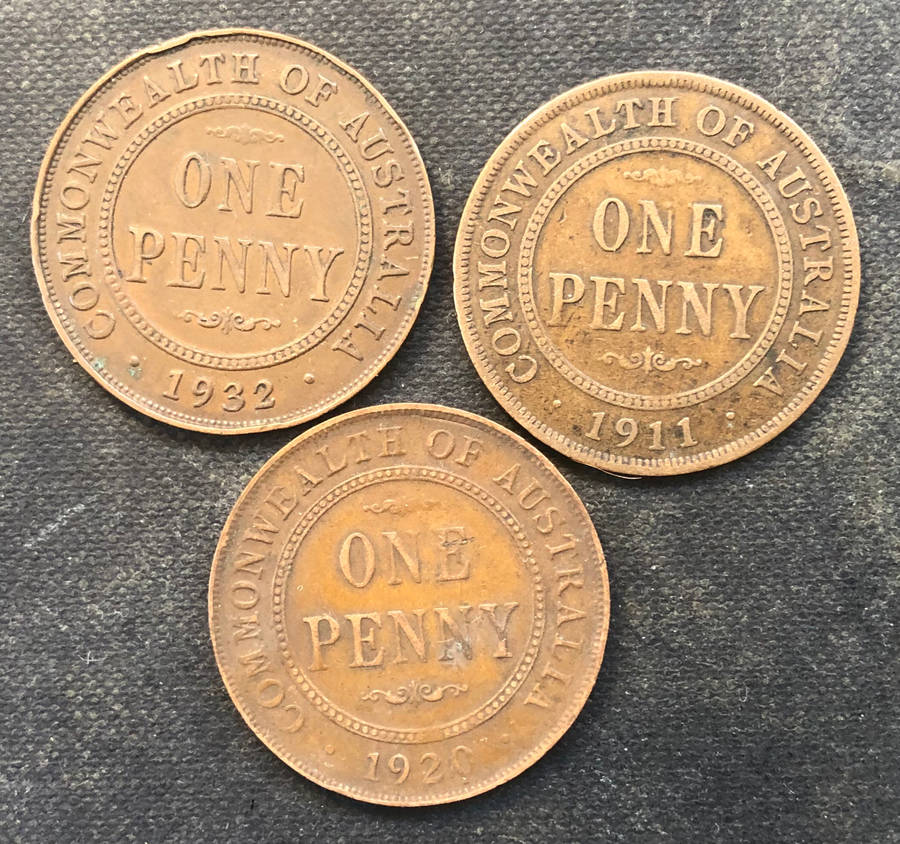 COMMONWEALTH OF AUSTRALIA
ONE
PENNY
1932
COMMONWEALTH OF AUSTRALIA
ONE
PENNY
1911
COMMONWEALTH OF AUSTRALIA
ONE
PENNY
1920